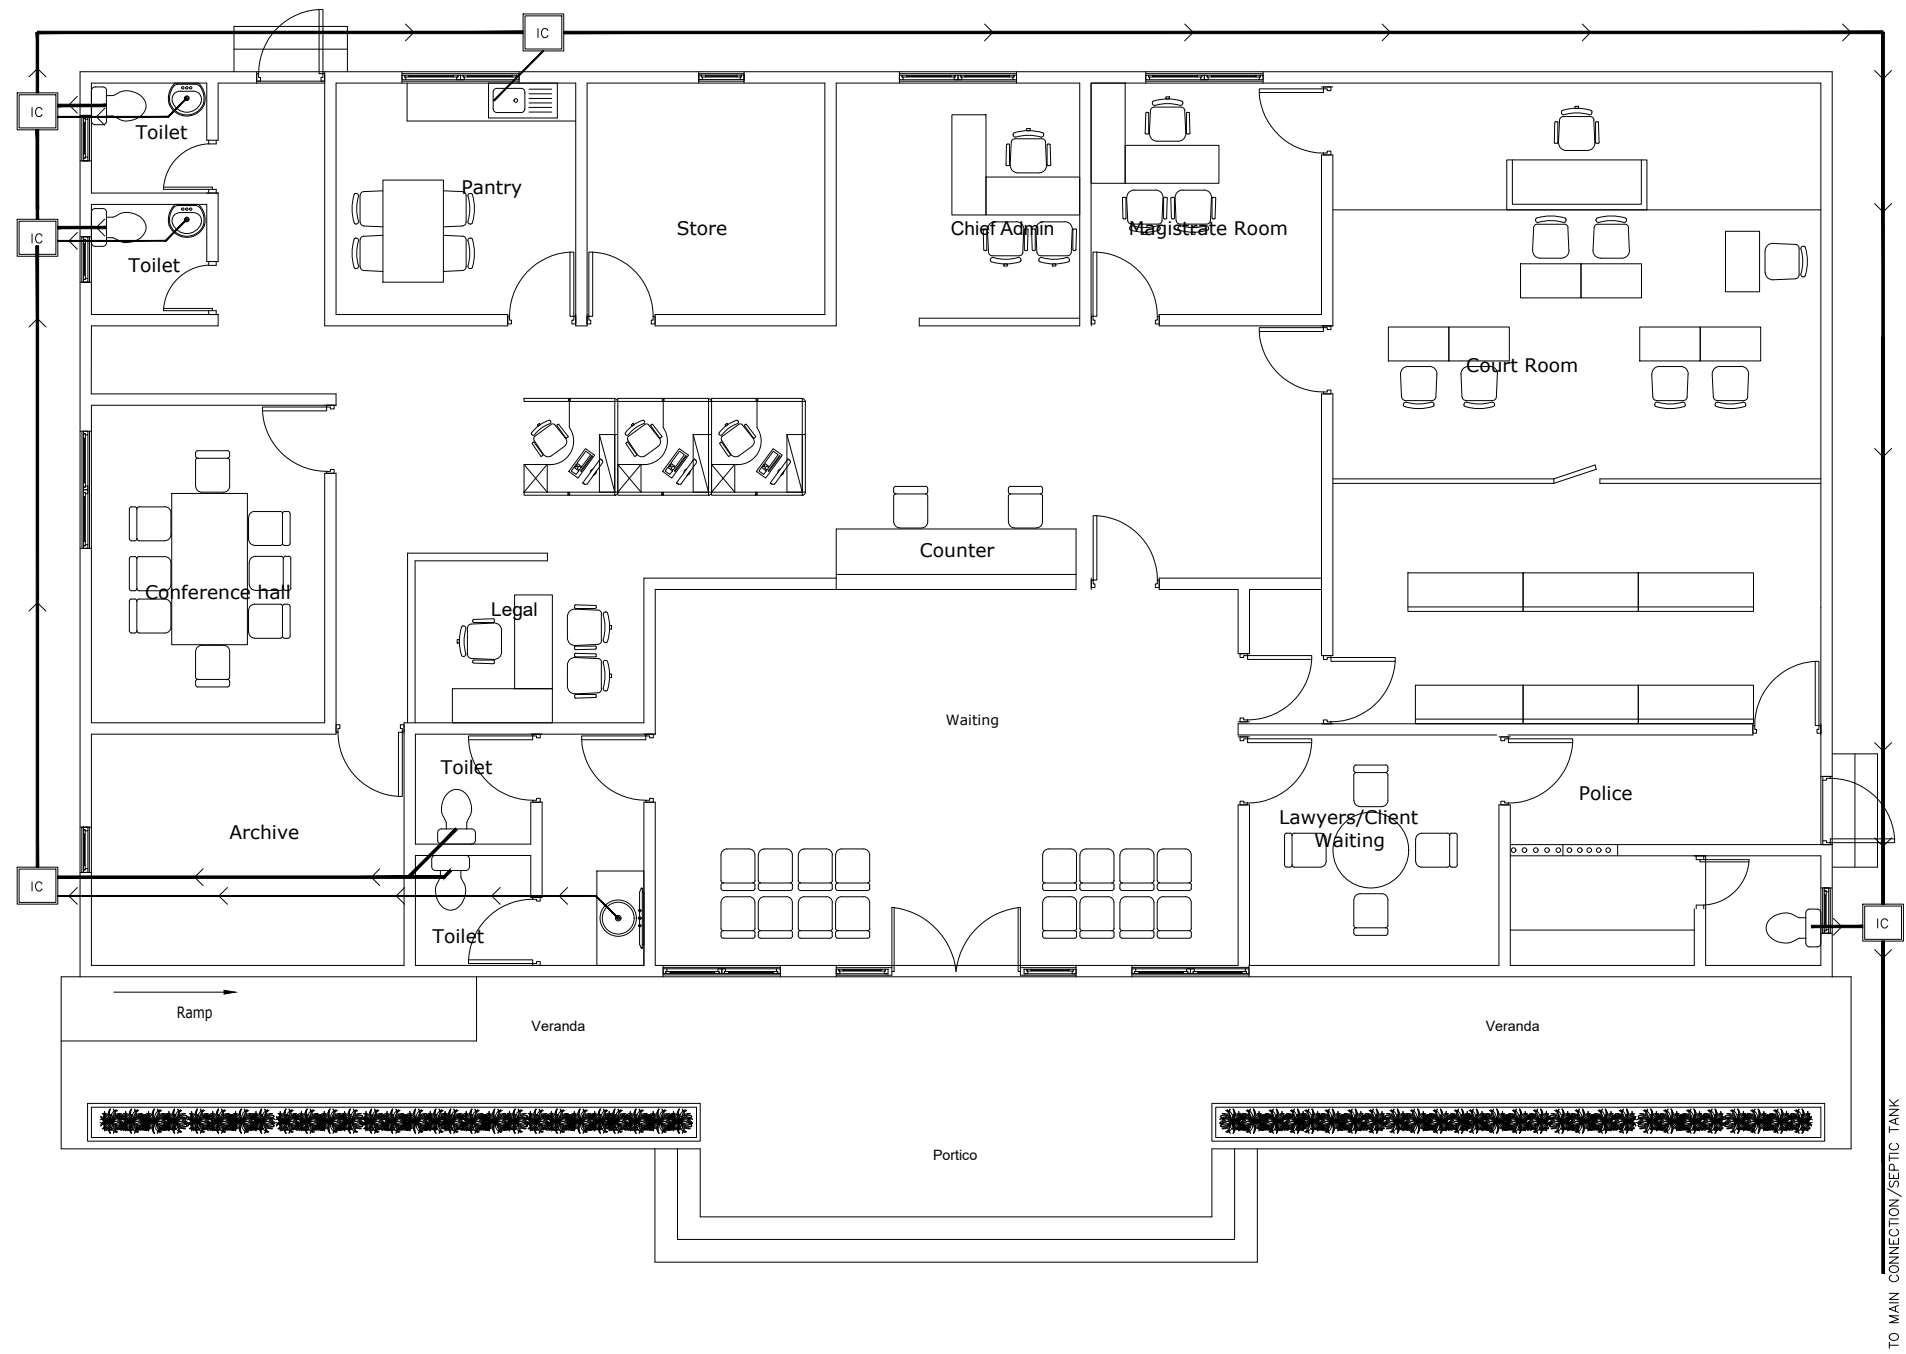 IC
IC
Toilet
Pantry
Store
Chief Admin
Magistrate Room
IC
Toilet
Court Room
Counter
Conference hall
Legal
Waiting
Toilet
Police
Lawyers/Client
Waiting
Archive
IC
Toilet
IC
Ramp
Veranda
Veranda
Portico
TO MAIN CONNECTION/SEPTIC TANK